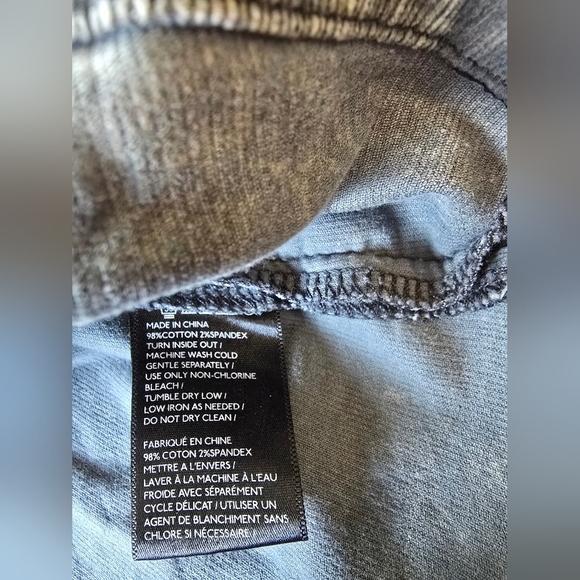 MADE IN CHINA
98%COTTON 2%SPANDEX
TURN INSIDE OUT /
MACHINE WASH COLD
GENTLE SEPARATELY /
USE ONLY NON-CHLORINE
BLEACH /
TUMBLE DRY LOW /
LOW IRON AS NEEDED /
DO NOT DRY CLEAN /
FABRIQUÉ EN CHINE
98% COTON 2%SPANDEX
METTRE A L'ENVERS /
LAVER À LA MACHINE À L'EAU
FROIDE AVEC SÉPARÉMENT
CYCLE DÉLICAT / UTILISER UN
AGENT DE BLANCHIMENT SANS
CHLORE SI NÉCESSAIRE /